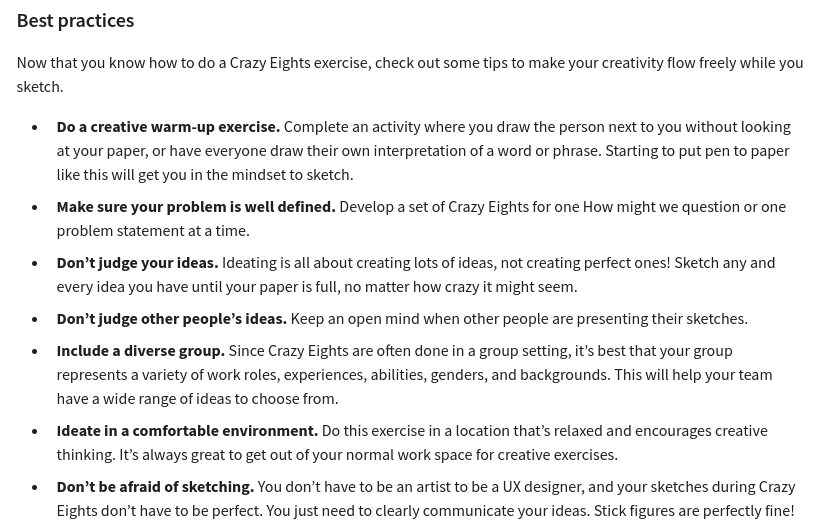 Best practices
Now that you know how to do a Crazy Eights exercise, check out some tips to make your creativity flow freely while you
sketch.
• Do a creative warm-up exercise. Complete an activity where you draw the person next to you without looking
at your paper, or have everyone draw their own interpretation of a word or phrase. Starting to put pen to paper
like this will get you in the mindset to sketch.
• Make sure your problem is well defined. Develop a set of Crazy Eights for one How might we question or one
problem statement at a time.
• Don’t judge your ideas. Ideating is all about creating lots of ideas, not creating perfect ones! Sketch any and
every idea you have until your paper is full, no matter how crazy it might seem.
• Don’t judge other people’s ideas. Keep an open mind when other people are presenting their sketches.
• Include a diverse group. Since Crazy Eights are often done in a group setting, it’s best that your group
represents a variety of work roles, experiences, abilities, genders, and backgrounds. This will help your team
have a wide range of ideas to choose from.
• Ideate in a comfortable environment. Do this exercise in a location that’s relaxed and encourages creative
thinking. It’s always great to get out of your normal work space for creative exercises.
• Don’t be afraid of sketching. You don’t have to be an artist to be a UX designer, and your sketches during Crazy
Eights don’t have to be perfect. You just need to clearly communicate your ideas. Stick figures are perfectly fine!